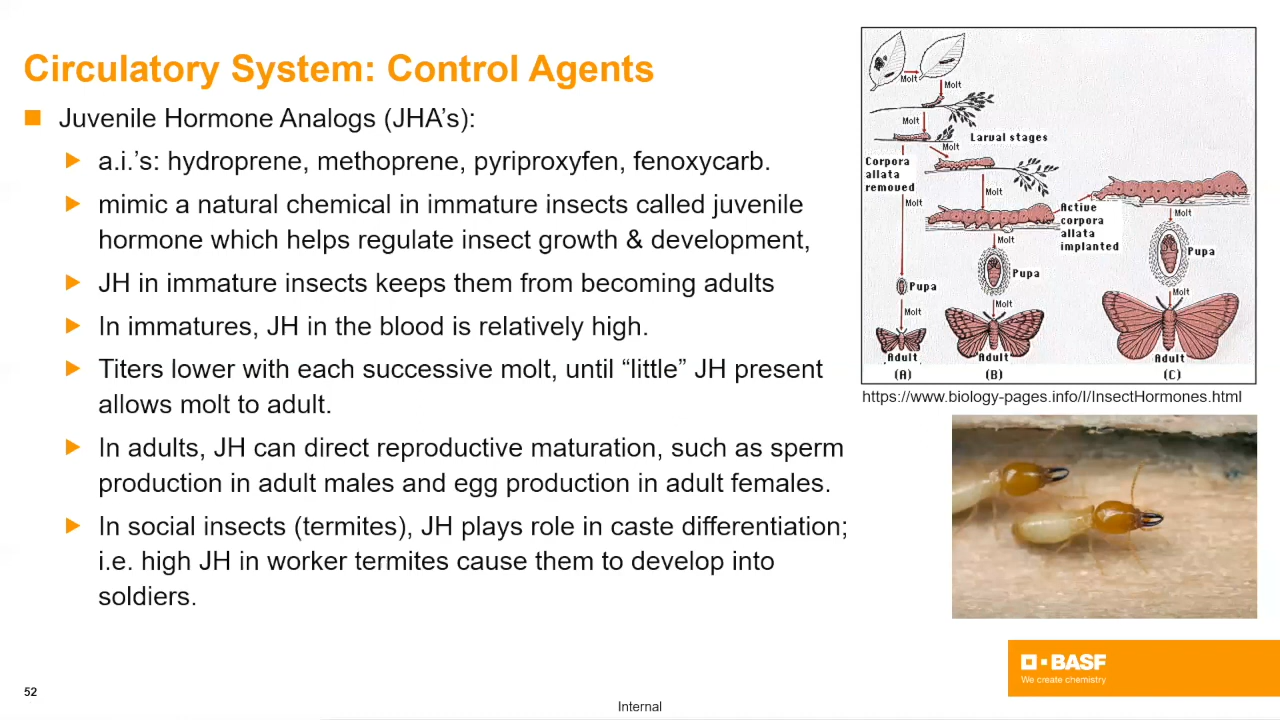 Circulatory System: Control Agents
■ Juvenile Hormone Analogs (JHA's):
▶ a.i.'s: hydroprene, methoprene, pyriproxyfen, fenoxycarb.
▶ mimic a natural chemical in immature insects called juvenile
hormone which helps regulate insect growth & development,
▶ JH in immature insects keeps them from becoming adults
▶ In immatures, JH in the blood is relatively high.
▶ Titers lower with each successive molt, until “little” JH present
allows molt to adult.
▶ In adults, JH can direct reproductive maturation, such as sperm
production in adult males and egg production in adult females.
▶ In social insects (termites), JH plays role in caste differentiation;
i.e. high JH in worker termites cause them to develop into
soldiers.
Molt
Molt
Molt
Larval stages
Molt
Corpora
allata
removed
Molt
Molt
Active
corpora
allata
implanted
Molt
Molt
Pupa
Pupa
Pupa
Molt
Molt
Molt
Adult
Adult
Adult
(A)
(B)
(C)
https://www.biology-pages.info/I/InsectHormones.html
BASF
We create chemistry
52
Internal